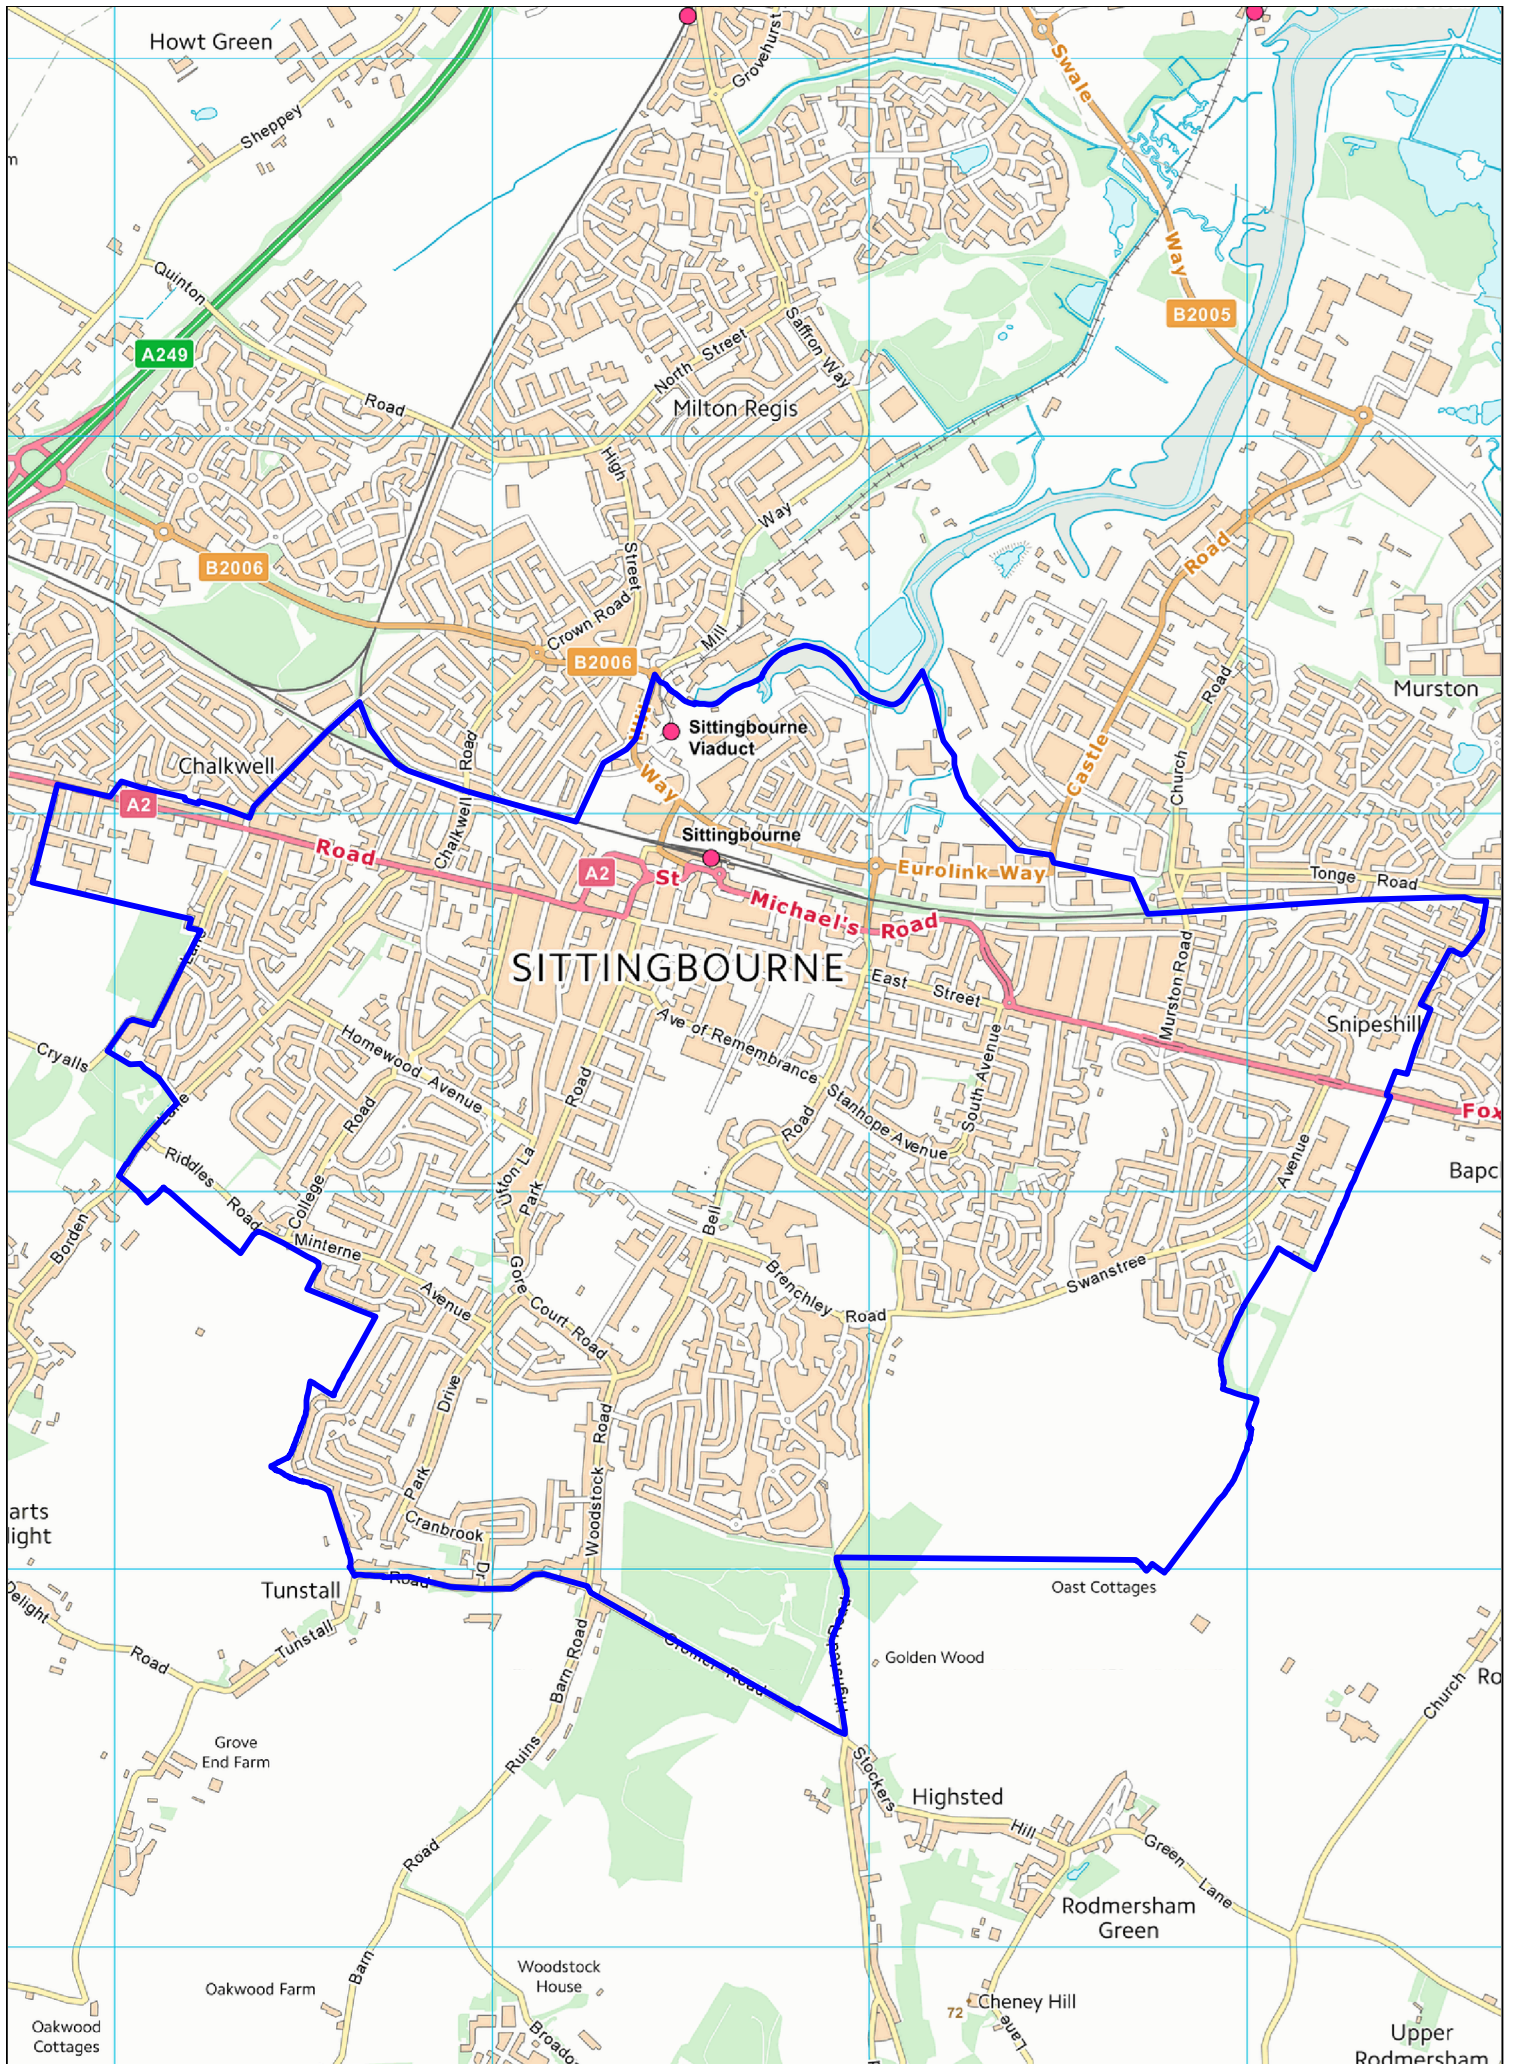 Howt Green
Grovehurst
Swale
Sheppey
m
Way
Quinton
B2005
A249
Saffron Way
North Street
Road
Milton Regis
High
Street
Way
Road
B2006
Crown Road
Mill
B2006
Road
Murston
Sittingbourne
Viaduct
Chalkwell
Road
Way
Castle
Church
A2
Chalkwell
Sittingbourne
Road
A2
St
Eurolink Way
Tonge Road
Michael's Road
SITTINGBOURNE
East Street
Murston Road
Ave of Remembrance
Snipeshill
Cryalls
Homewood Avenue
Road
Stanhope Avenue
South Avenue
Lane
Road
Road
Fox
Riddles Road
College
Ufton La
Park
Avenue
Bapc
Borden
Minterne
Avenue
Bell
Gore Court Road
Brenchley Road
Swanstree
Drive
Park
Woodstock Road
arts
light
Cranbrook
Dr
Tunstall
Road
Oast Cottages
Delight
Road
Tunstall
Cromer Road
Highsted Road
Golden Wood
Barn Road
Church
Ro
Grove
End Farm
Ruins
Stockers
Hill
Highsted
Green
Lane
Road
Rodmersham
Green
Barn
Woodstock
House
Oakwood Farm
72
Cheney Hill
Lane
Oakwood
Cottages
Broado
Upper
Rodmersham